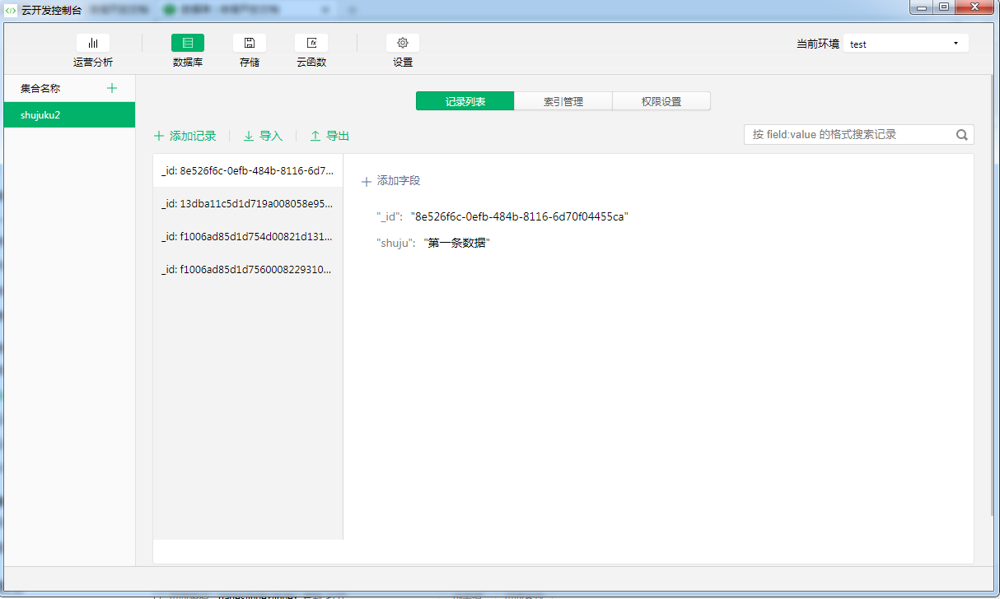 云开发控制台
运营分析
数据库
存储
云函数
设置
当前环境 test
集合名称
shujuku2
记录列表
索引管理
权限设置
添加记录
导入
导出
按 field:value 的格式搜索记录
_id: 8e526f6c-0efb-484b-8116-6d7...
_id: 13dba11c5d1d719a008058e95...
_id: f1006ad85d1d754d00821d131...
_id: f1006ad85d1d7560008229310...
添加字段
"_id": "8e526f6c-0efb-484b-8116-6d70f04455ca"
"shuju": "第一条数据"